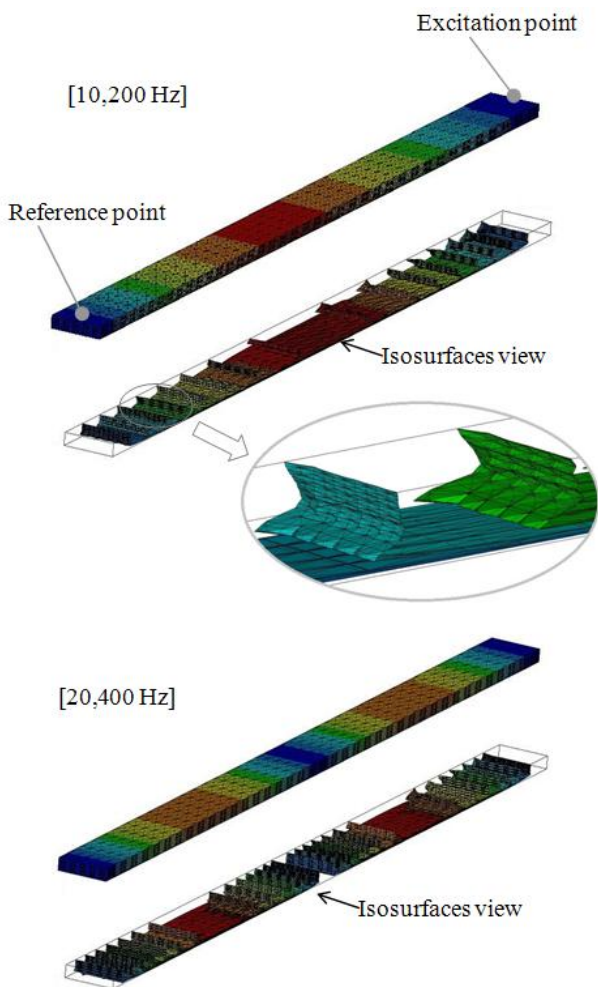 Excitation point
[10,200 Hz]
Reference point
Isosurfaces view
[20,400 Hz]
Isosurfaces view